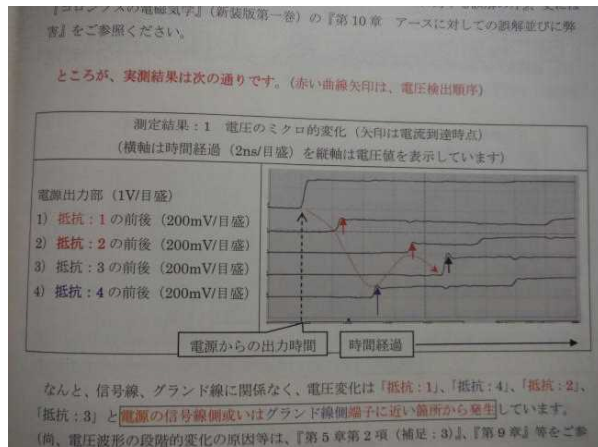 『コロンブスの電磁気学』(新装版第一巻)の『第10章 アースに対しての誤解並びに弊
害』をご参照ください。
ところが、実測結果は次の通りです。(赤い曲線矢印は、電圧検出順序)
測定結果:1 電圧のミクロ的変化(矢印は電流到達時点)
(横軸は時間経過(2ns/目盛)を縦軸は電圧値を表示しています)
電源出力部(1V/目盛)
1)抵抗:1の前後(200mV/目盛)
2)抵抗:2の前後(200mV/目盛)
3)抵抗:3の前後(200mV/目盛)
4)抵抗:4の前後(200mV/目盛)
電源からの出力時間
時間経過
なんと、信号線、グランド線に関係なく、電圧変化は「抵抗:1」、「抵抗:4」、「抵抗:2」、
「抵抗:3」と電源の信号線側或いはグランド線側端子に近い箇所から発生しています。
(尚、電圧波形の段階的変化の原因等は、『第5章第2項(補足:3)』、『第9章』等をご参